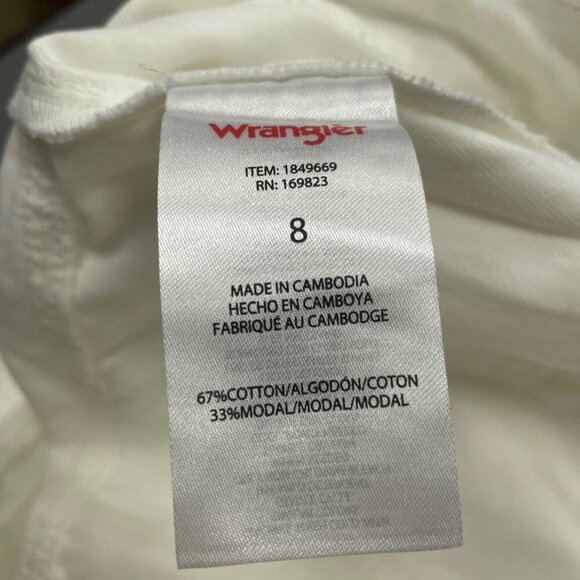 Wrangler
ITEM: 1849669
RN: 169823
8
MADE IN CAMBODIA
HECHO EN CAMBOYA
FABRIQUÉ AU CAMBODGE
67%COTTON/ALGODÓN/COTON
33%MODAL/MODAL/MODAL